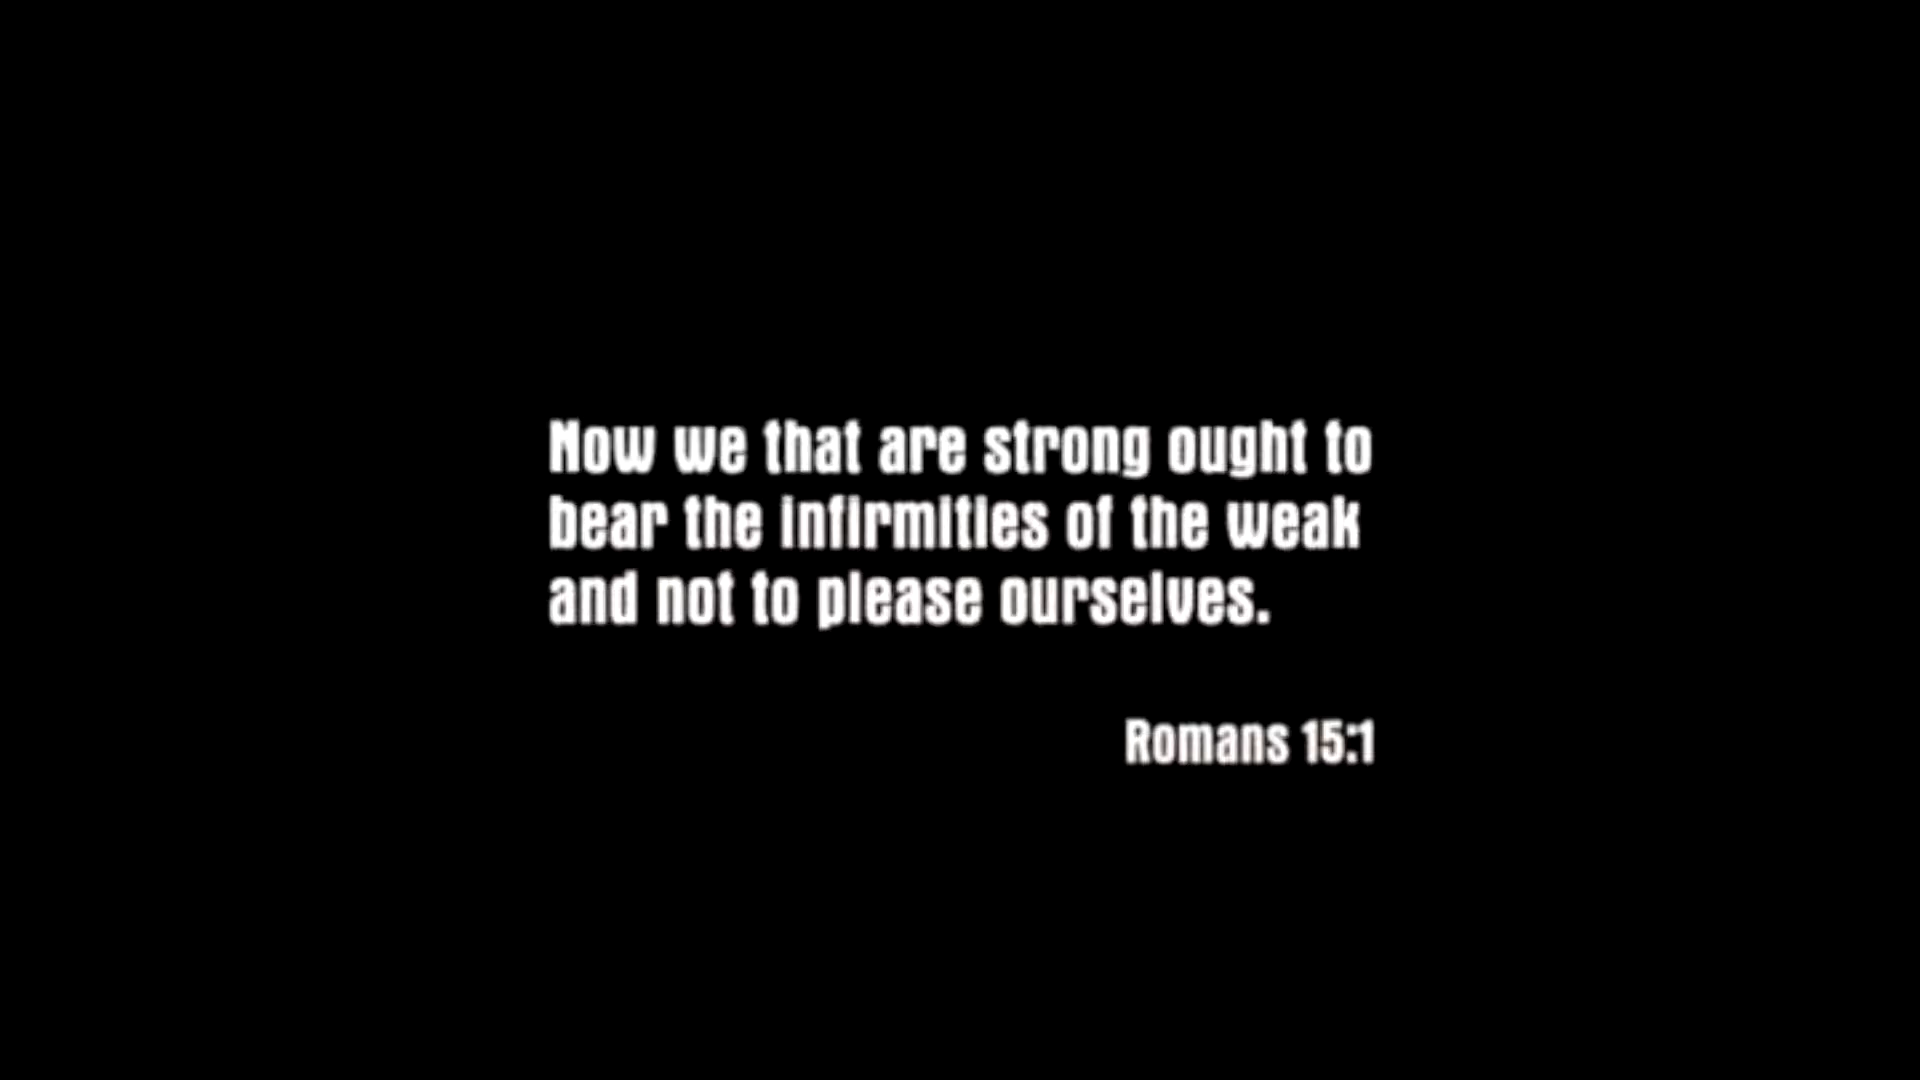 Now we that are strong ought to
bear the infirmities of the weak
and not to please ourselves.
Romans 15:1